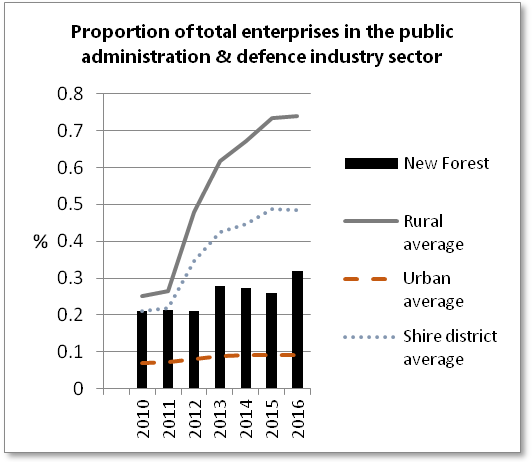 Proportion of total enterprises in the public
administration & defence industry sector
0.8
0.7
0.6
0.5
0.4
0.3
0.2
0.1
0
%
2010
2011
2012
2013
2014
2015
2016
New Forest
Rural
average
Urban
average
Shire district
average